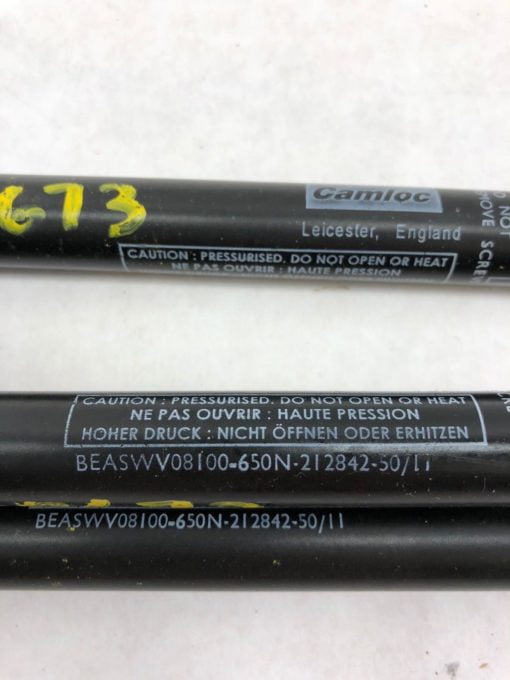 673
Camloc
Leicester, England
CAUTION : PRESSURISED. DO NOT OPEN OR HEAT
NE PAS OUVRIR : HAUTE PRESSION
NOT
SCREW
CAUTION : PRESSURISED. DO NOT OPEN OR HEAT
NE PAS OUVRIR : HAUTE PRESSION
HOHER DRUCK : NICHT ÖFFNEN ODER ERHITZEN
BEASWV08100-650N-212842-50/11
BEASWV08100-650N-212842-50/11